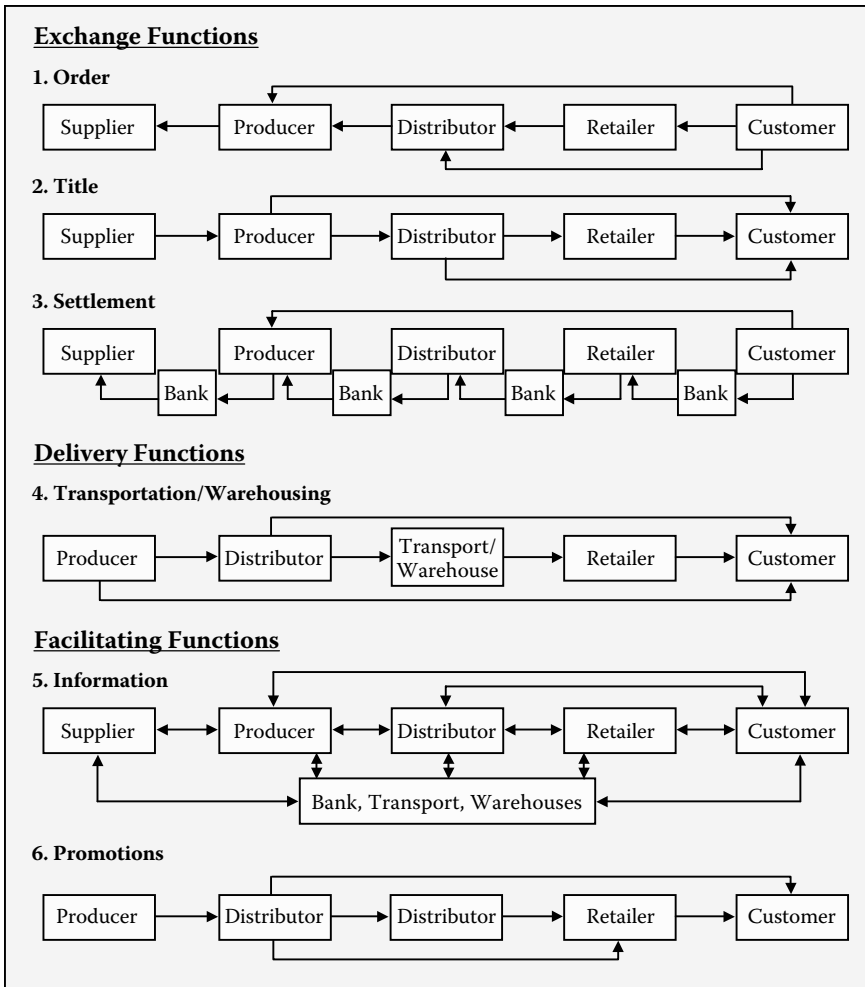 Exchange Functions
1. Order
Supplier Producer Distributor Retailer Customer
2. Title
Supplier Producer Distributor Retailer Customer
3. Settlement
Supplier Producer Distributor Retailer Customer
Bank Bank Bank Bank
Delivery Functions
4. Transportation/Warehousing
Producer Distributor Transport/ Retailer Customer
Warehouse
Facilitating Functions
5. Information
Supplier Producer Distributor Retailer Customer
Bank, Transport, Warehouses
6. Promotions
Producer Distributor Distributor Retailer Customer